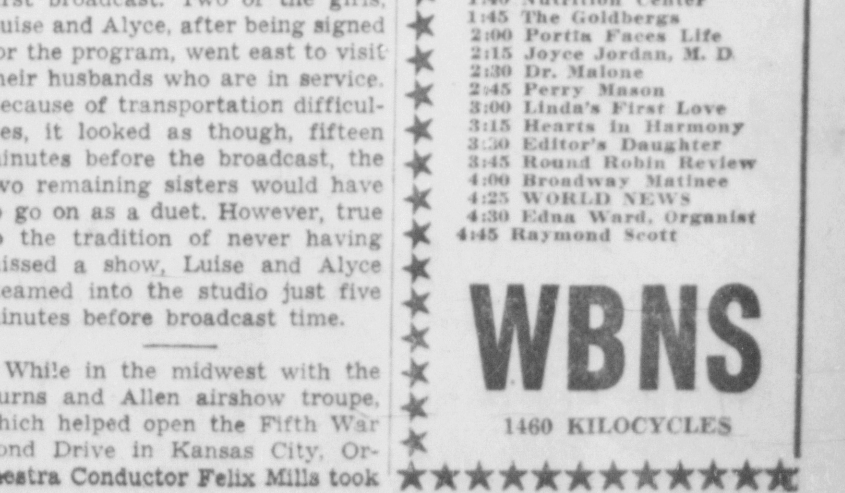 first broadcast. Two of the girls,
uise and Alyce, after being signed
or the program, went east to visit
heir husbands who are in service.
ecause of transportation difficul-
es, it looked as though, fifteen
inutes before the broadcast, the
wo remaining sisters would have
go on as a duet. However, true
the tradition of never having
issed a show, Luise and Alyce
eamed into the studio just five
inutes before broadcast time.
While in the midwest with the
urns and Allen airshow troupe,
hich helped open the Fifth War
ond Drive in Kansas City, Or-
hestra Conductor Felix Mills took
1:40 Nutrition Center
1:45 The Goldbergs
2:00 Portia Faces Life
2:15 Joyce Jordan, M. D.
2:30 Dr. Malone
2:45 Perry Mason
3:00 Linda's First Love
3:15 Hearts in Harmony
3:30 Editor's Daughter
3:45 Round Robin Review
4:00 Broadway Matinee
4:25 WORLD NEWS
4:30 Edna Ward, Organist
4:45 Raymond Scott
WBNS
1460 KILOCYCLES